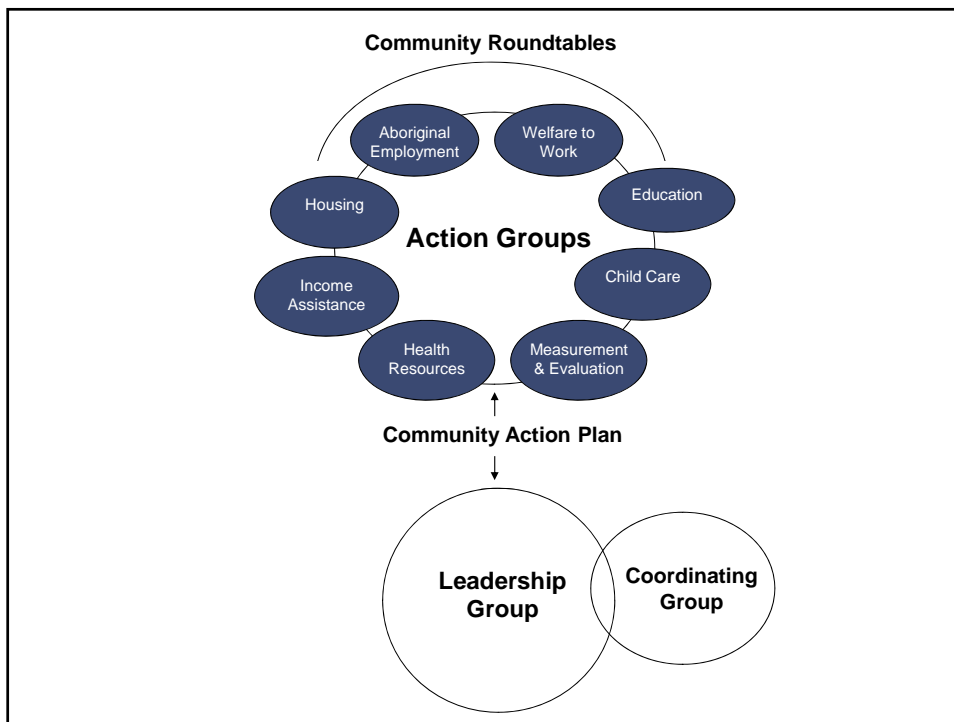 Community Roundtables
Aboriginal
Employment
Welfare to
Work
Housing
Education
Action Groups
Income
Assistance
Child Care
Health
Resources
Measurement
& Evaluation
Community Action Plan
Leadership
Group
Coordinating
Group